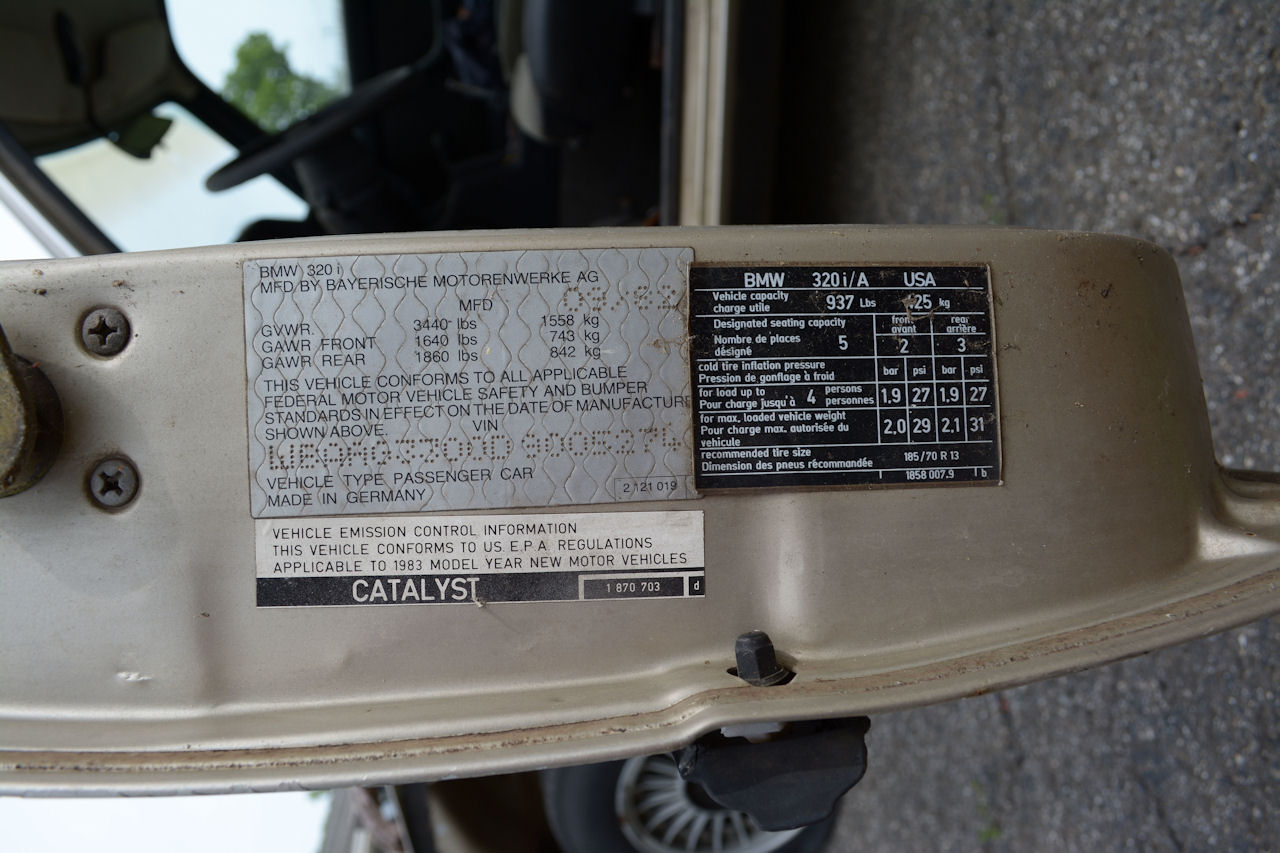 BMW 320 i
MFD BY BAYERISCHE MOTORENWERKE AG
MFD 09/82
GVWR. 3440 lbs 1558 kg
GAWR FRONT 1640 lbs 743 kg
GAWR REAR 1860 lbs 842 kg
THIS VEHICLE CONFORMS TO ALL APPLICABLE
FEDERAL MOTOR VEHICLE SAFETY AND BUMPER
STANDARDS IN EFFECT ON THE DATE OF MANUFACTURE
SHOWN ABOVE. VIN
VEHICLE TYPE PASSENGER CAR
MADE IN GERMANY 2 121 019
BMW 320 i/A USA
Vehicle capacity
charge utile 937 Lbs 425 kg
Designated seating capacity front rear
avant arrière
Nombre de places 5 2 3
désigné
cold tire inflation pressure bar psi bar psi
Pression de gonflage à froid
for load up to 4 persons
Pour charge jusqu'à personnes 1.9 27 1.9 27
for max. loaded vehicle weight
Pour charge max. autorisée du 2.0 29 2.1 31
vehicule
recommended tire size 185/70 R 13
Dimension des pneus récommandée
1858 007.9 b
VEHICLE EMISSION CONTROL INFORMATION
THIS VEHICLE CONFORMS TO US E.P.A. REGULATIONS
APPLICABLE TO 1983 MODEL YEAR NEW MOTOR VEHICLES
CATALYST 1 870 703 d